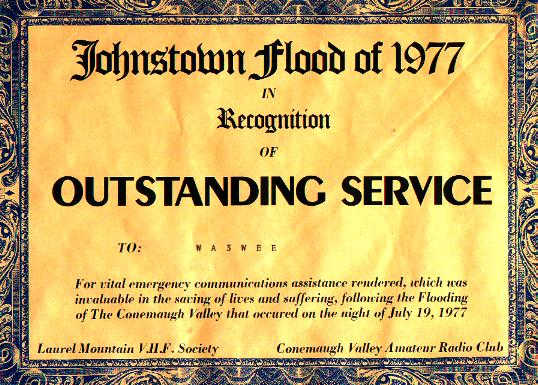 Johnstown Flood of 1977
IN
Recognition
OF
OUTSTANDING SERVICE
TO: WA3WEE
For vital emergency communications assistance rendered, which was
invaluable in the saving of lives and suffering, following the Flooding
of The Conemaugh Valley that occured on the night of July 19, 1977
Laurel Mountain V.H.F. Society Conemaugh Valley Amateur Radio Club